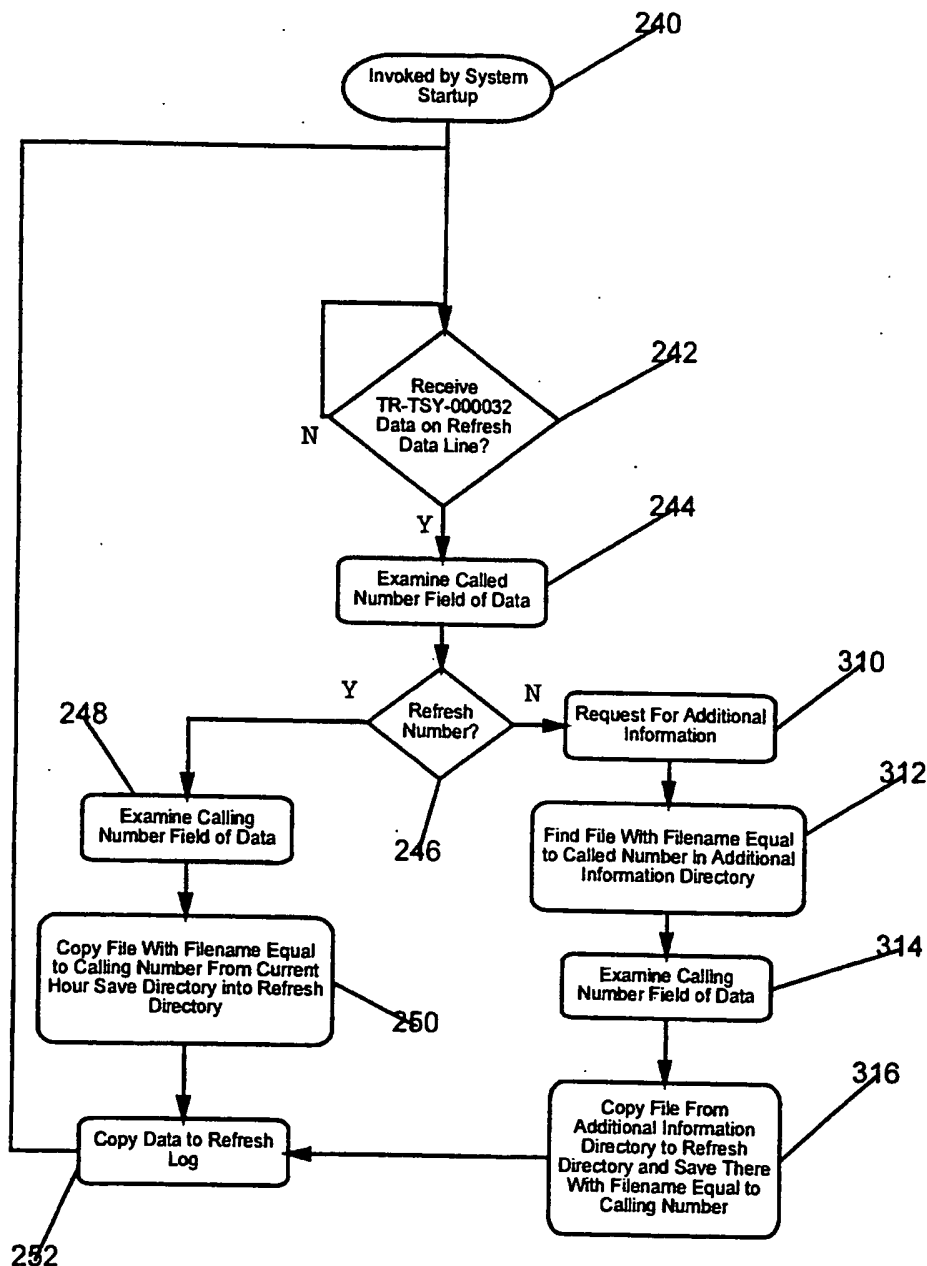 240
Invoked by System
Startup
242
Receive
TR-TSY-000032
Data on Refresh
Data Line?
N
Y
244
Examine Called
Number Field of Data
Y
N
Refresh
Number?
246
310
Request For Additional
Information
248
Examine Calling
Number Field of Data
312
Find File With Filename Equal
to Called Number In Additional
Information Directory
Copy File With Filename Equal
to Calling Number From Current
Hour Save Directory into Refresh
Directory
250
314
Examine Calling
Number Field of Data
316
Copy File From
Additional Information
Directory to Refresh
Directory and Save There
With Filename Equal to
Calling Number
Copy Data to Refresh
Log
252